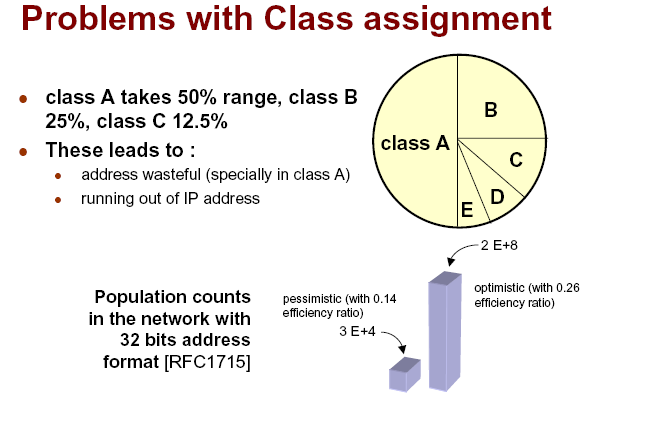 Problems with Class assignment
• class A takes 50% range, class B
25%, class C 12.5%
• These leads to :
• address wasteful (specially in class A)
• running out of IP address
class A
B
C
D
E
Population counts
in the network with
32 bits address
format [RFC1715]
pessimistic (with 0.14
efficiency ratio)
3 E+4
2 E+8
optimistic (with 0.26
efficiency ratio)